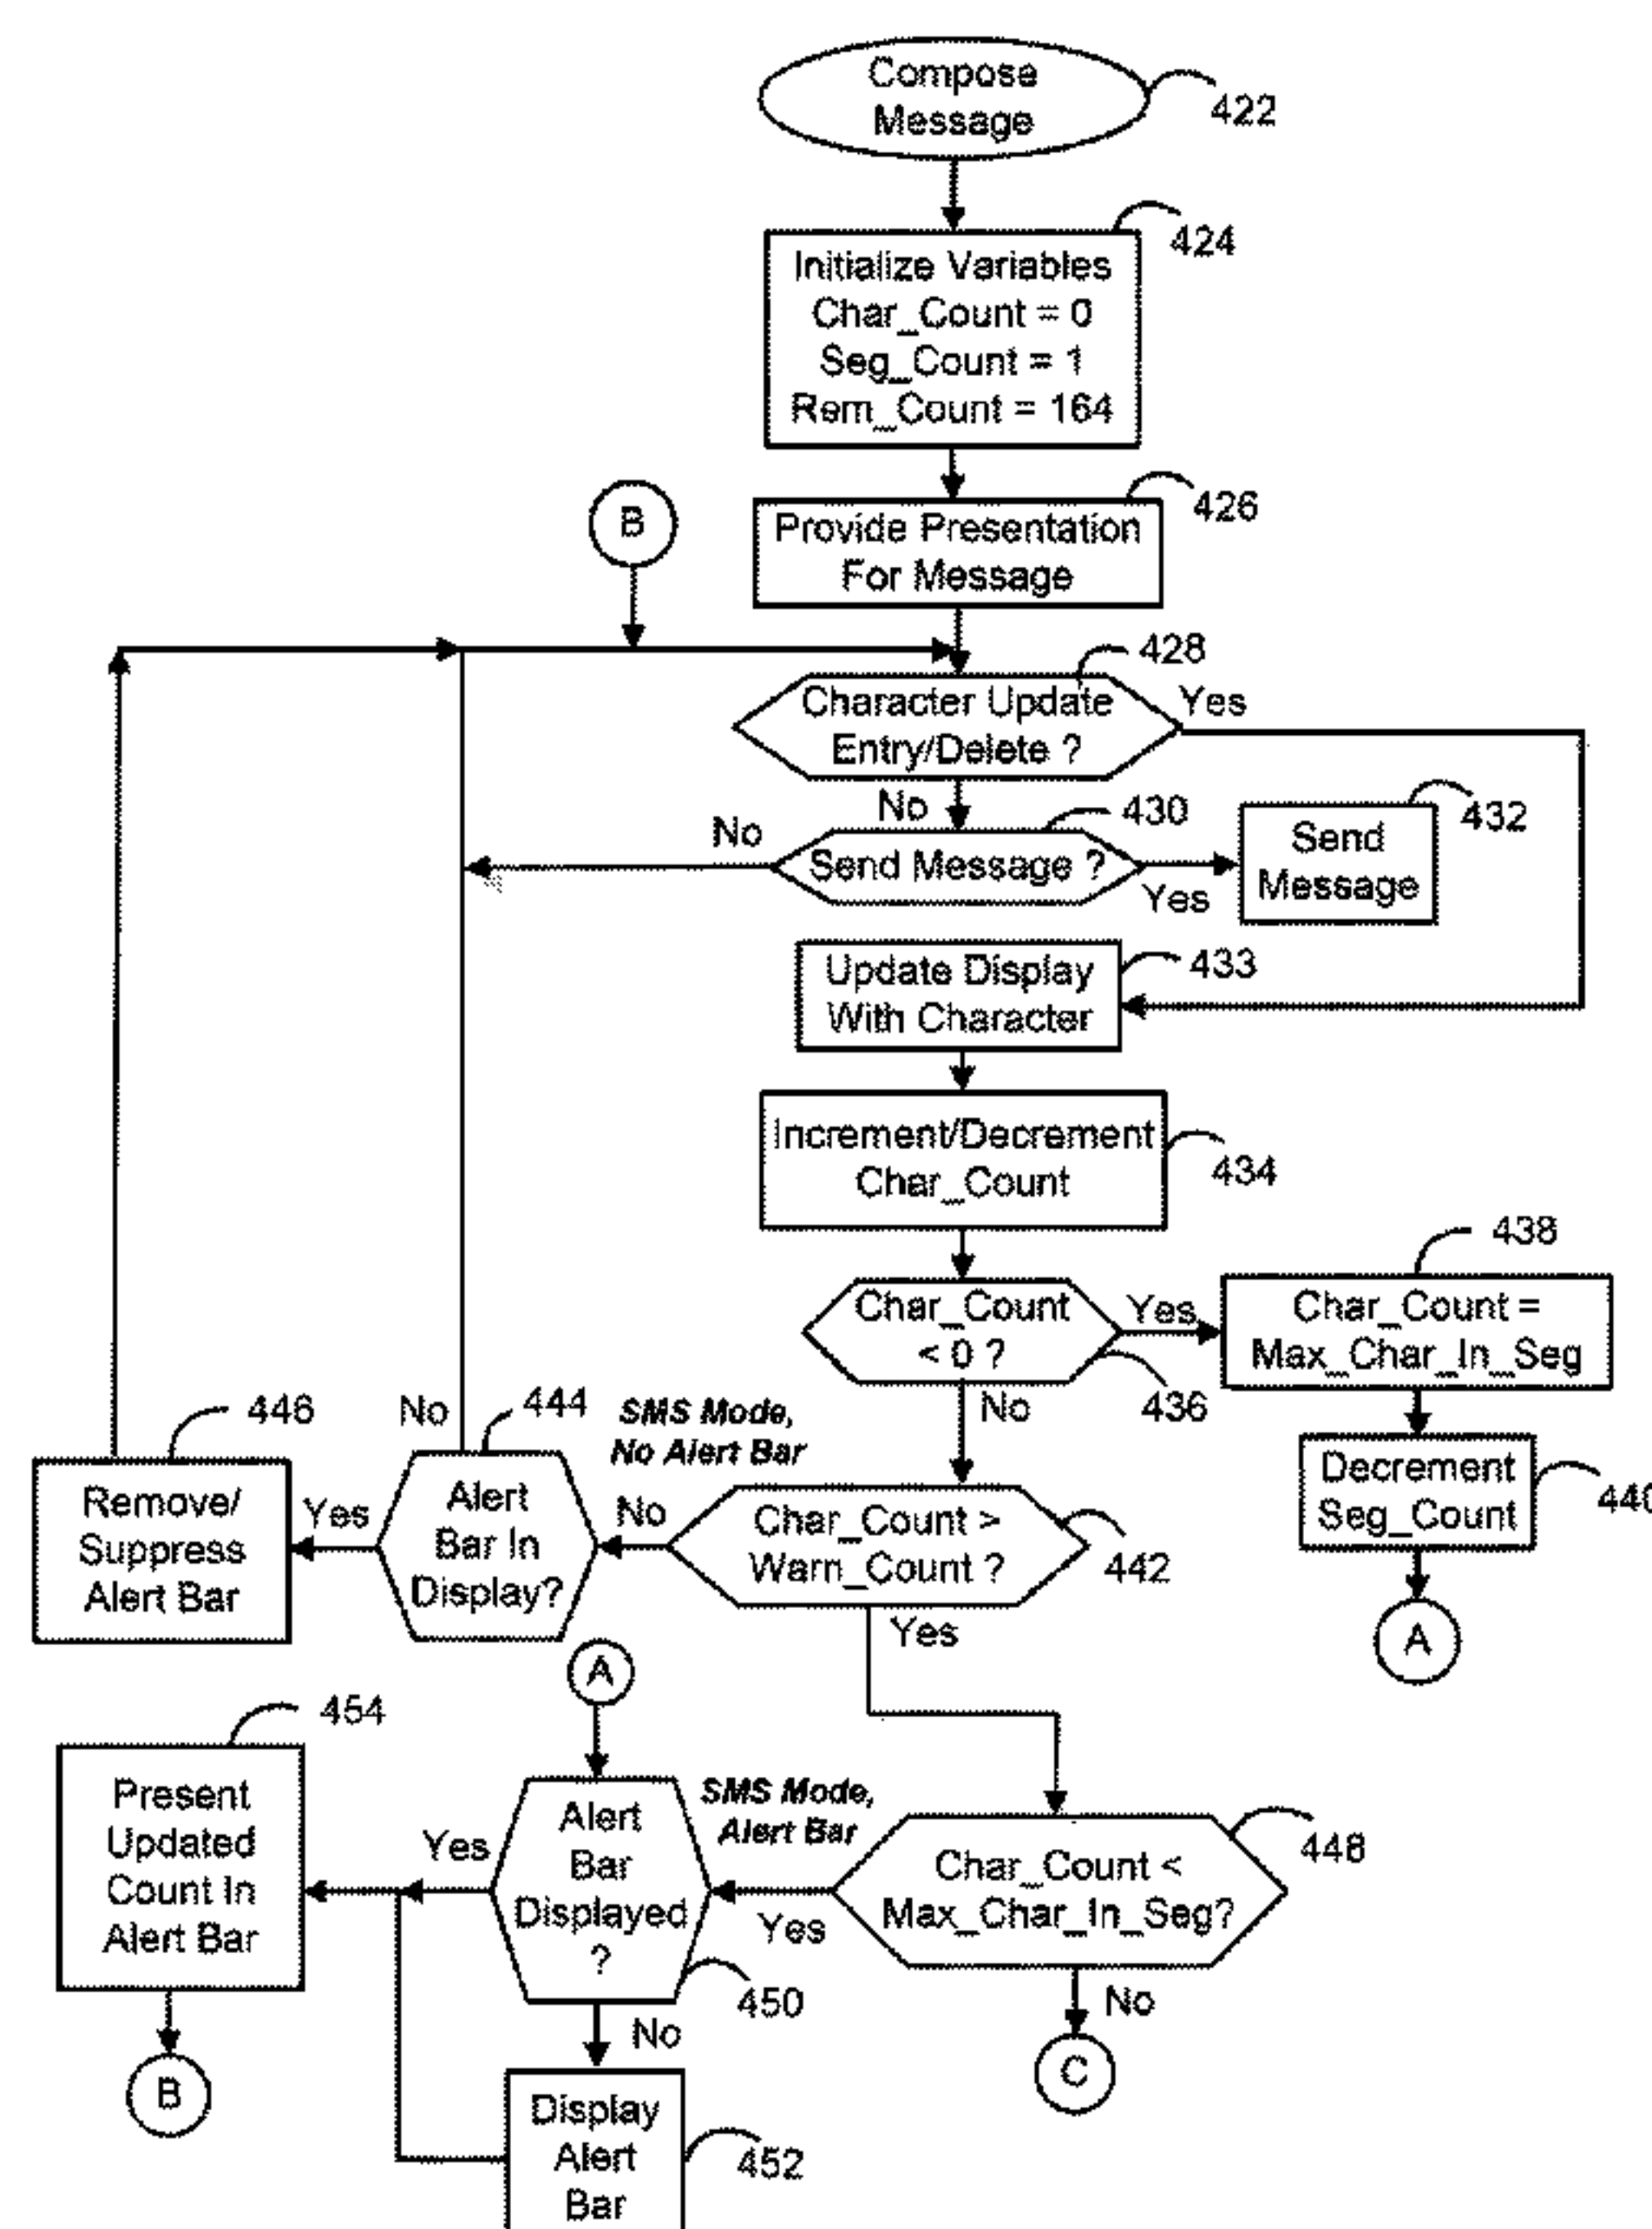 Compose
Message
422
424
Initialize Variables
Char_Count = 0
Seg_Count = 1
Rem_Count = 164
426
B
Provide Presentation
For Message
428
Character Update
Entry/Delete ?
Yes
No
430
432
No
Send Message ?
Yes
Send
Message
Update Display
With Character
433
Increment/Decrement
Char_Count
434
438
Char_Count
< 0 ?
Yes
Char_Count =
Max_Char_In_Seg
436
No
446
No
444
SMS Mode,
No Alert Bar
Decrement
Seg_Count
440
Remove/
Suppress
Alert Bar
Yes
Alert
Bar In
Display?
No
Char_Count >
Warn_Count ?
442
Yes
A
A
454
Present
Updated
Count In
Alert Bar
Yes
Alert
Bar
Displayed
?
SMS Mode,
Alert Bar
Yes
Char_Count <
Max_Char_In_Seg?
448
450
No
No
B
C
Display
Alert
Bar
452